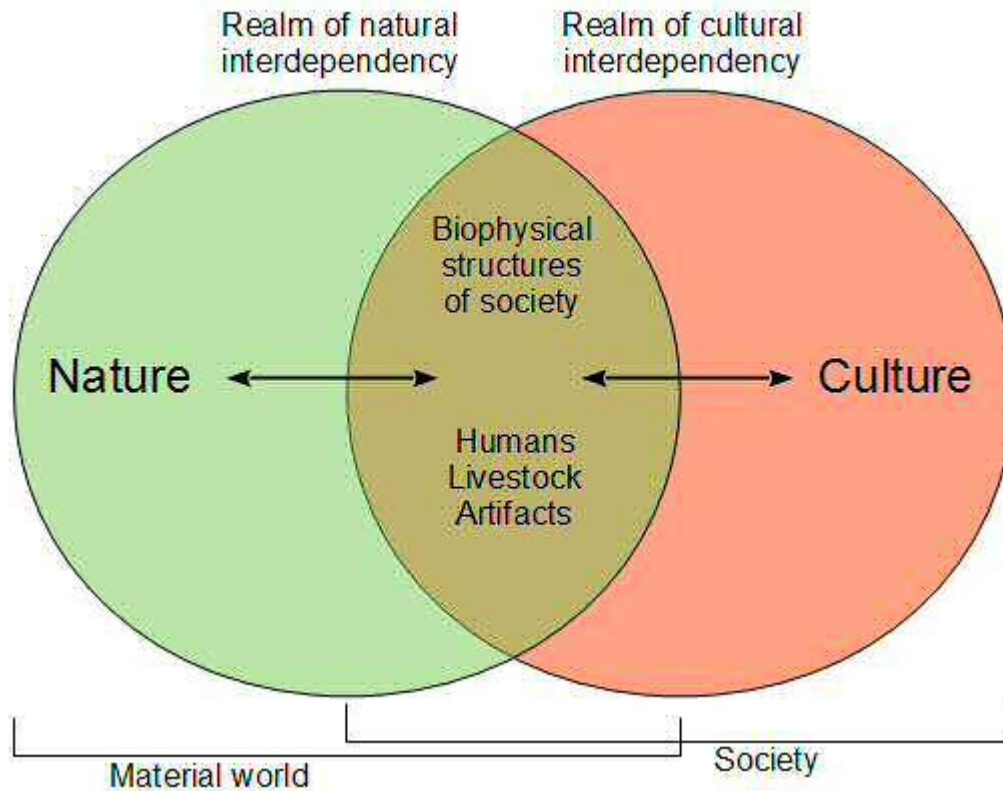 Realm of natural
interdependency
Realm of cultural
interdependency
Biophysical
structures
of society
Nature
Culture
Humans
Livestock
Artifacts
Society
Material world